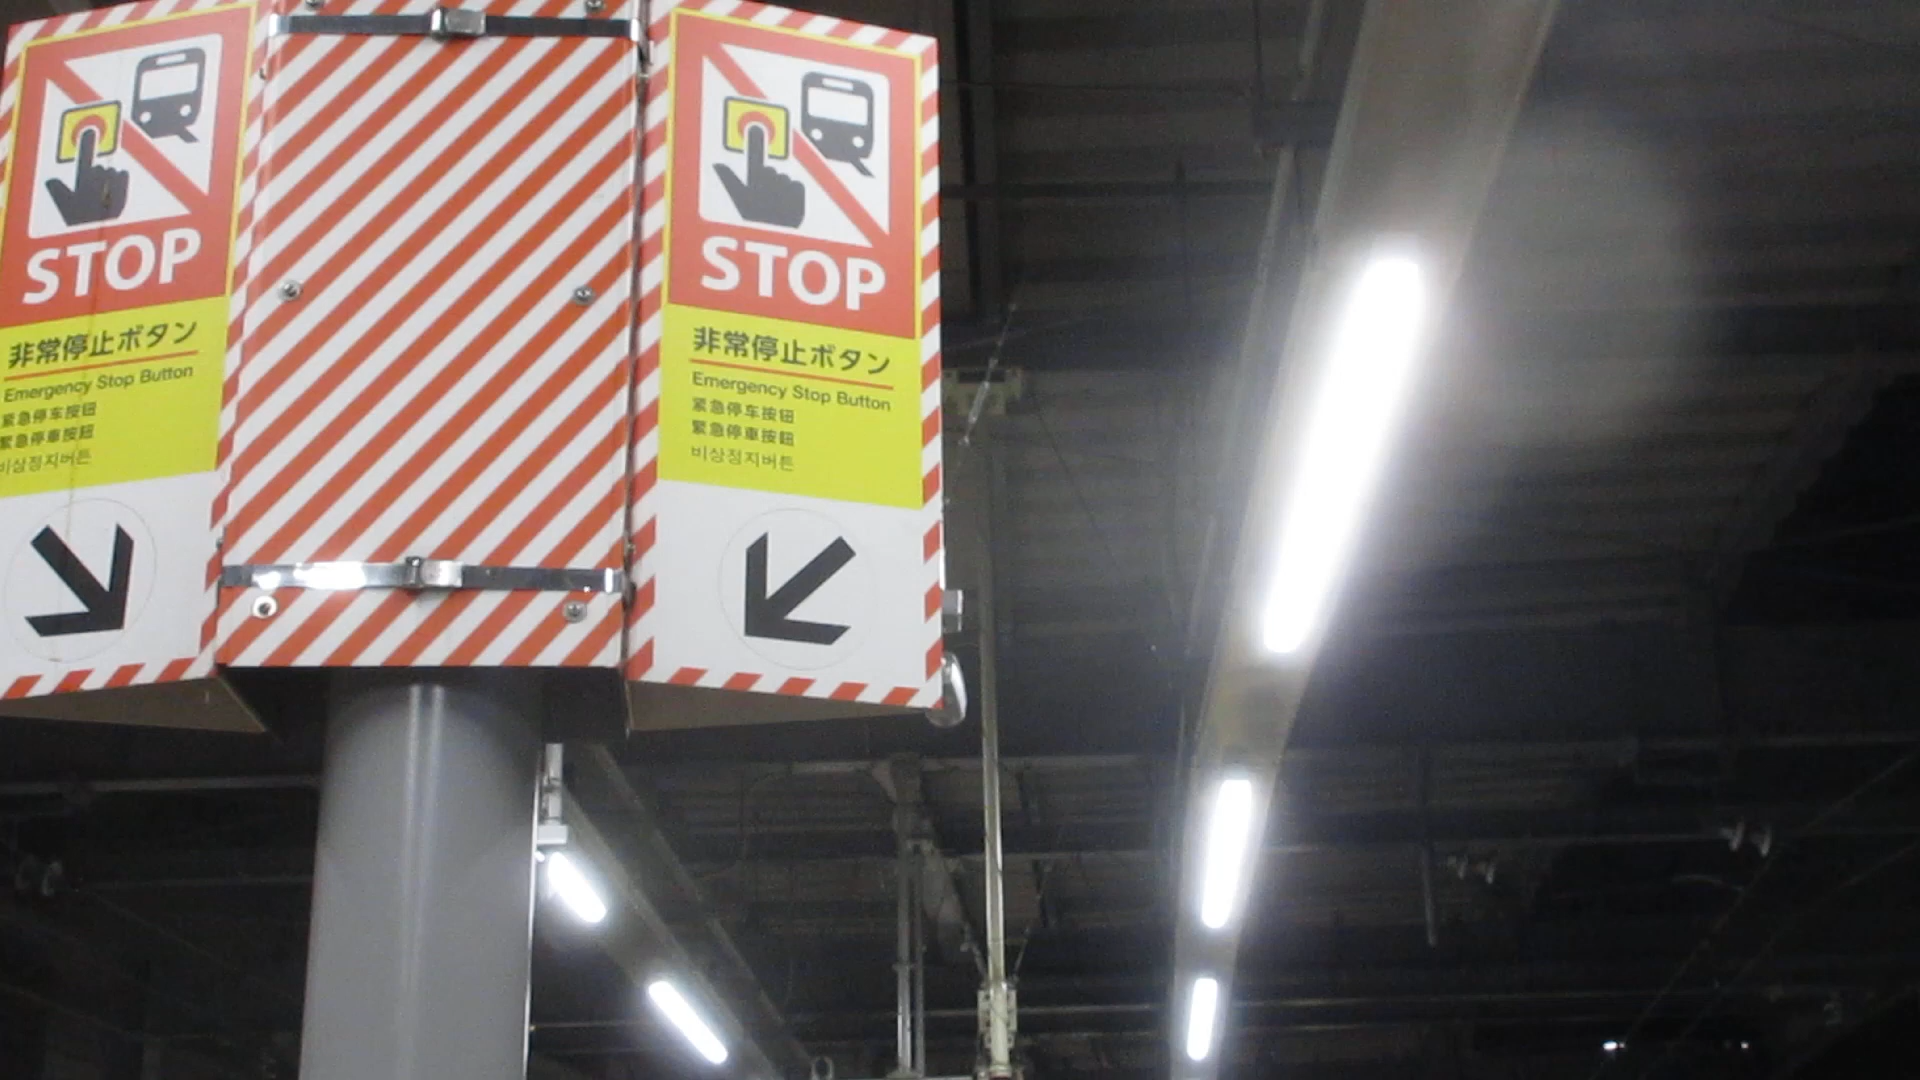 STOP
非常停止ボタン
Emergency Stop Button
紧急停车按钮
緊急停車按鈕
비상정지버튼
STOP
非常停止ボタン
Emergency Stop Button
紧急停车按钮
緊急停車按鈕
비상정지버튼